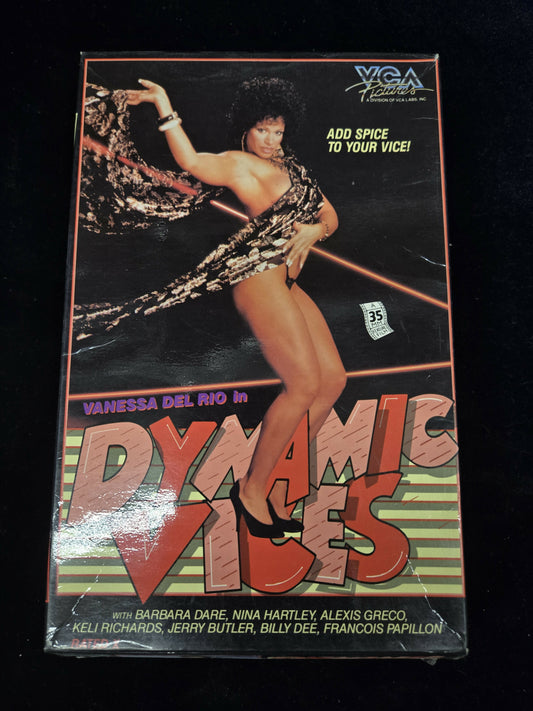 VCA
Pictures
A DIVISION OF VCA LABS, INC
ADD SPICE
TO YOUR VICE!
35
VANESSA DEL RIO in
DYNAMIC
VICES
WITH BARBARA DARE, NINA HARTLEY, ALEXIS GRECO,
KELI RICHARDS, JERRY BUTLER, BILLY DEE, FRANCOIS PAPILLON
RATED